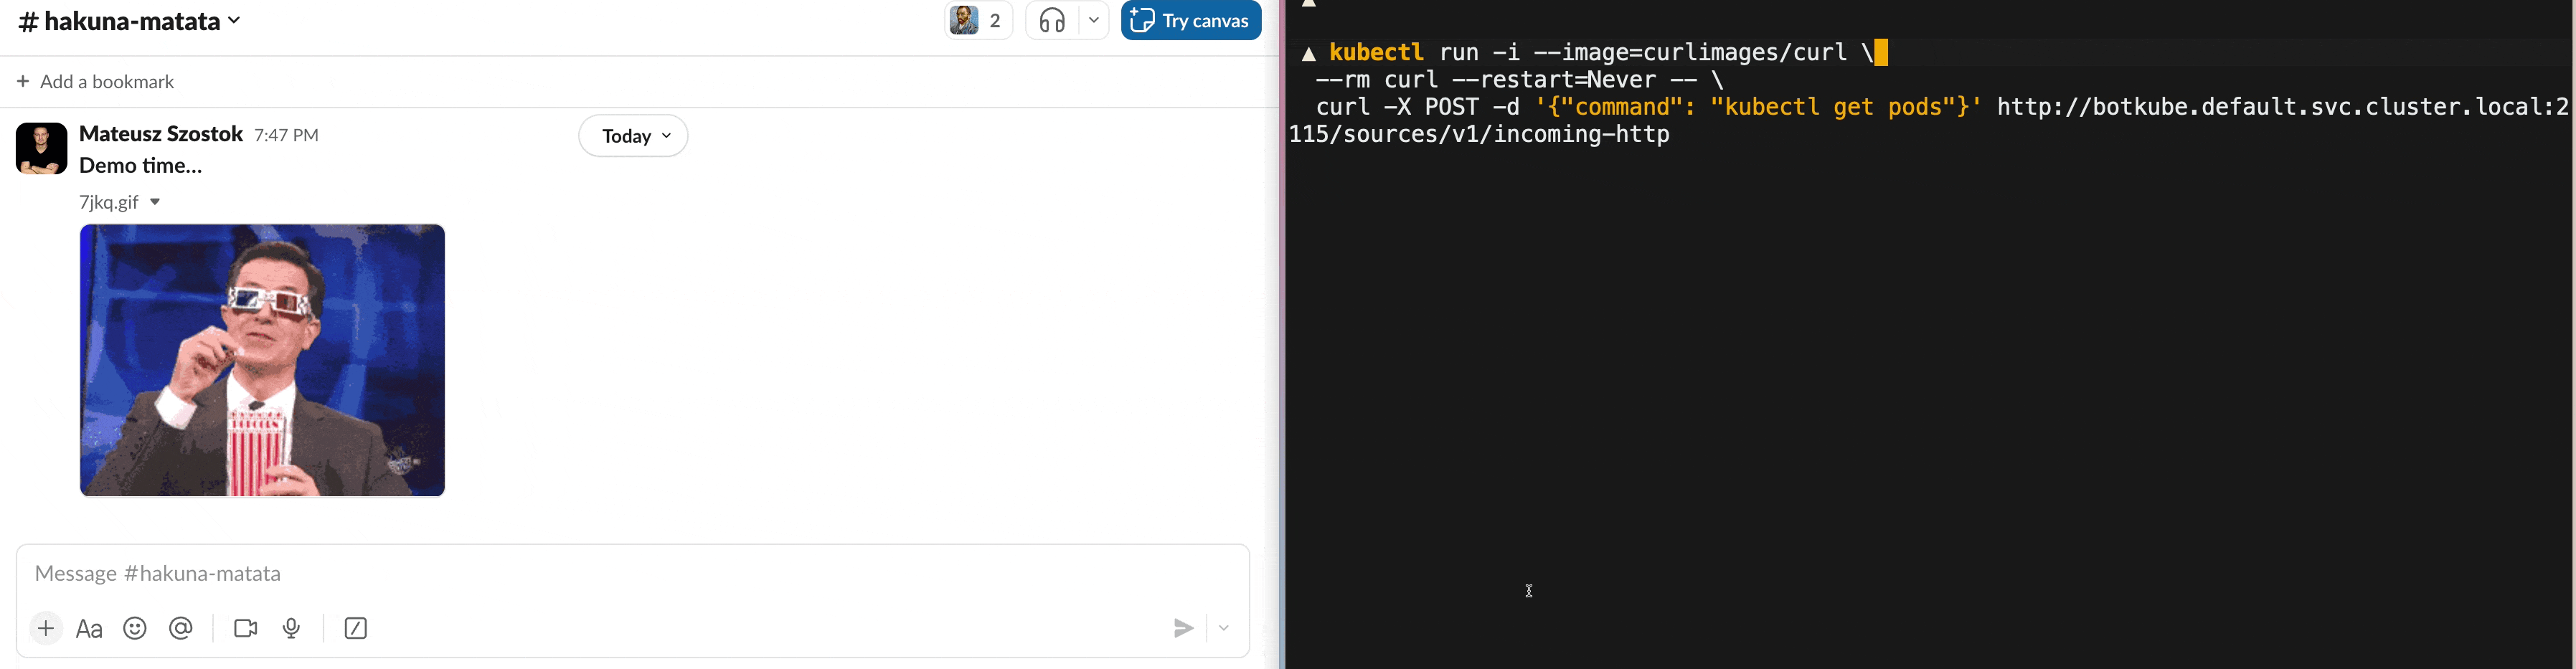 # hakuna-matata
2
Try canvas
+ Add a bookmark
Mateusz Szostok 7:47 PM
Today
Demo time...
7jkq.gif
POPCORN
Message #hakuna-matata
Aa
▲ kubectl run -i --image=curlimages/curl \
--rm curl --restart=Never -- \
curl -X POST -d '{"command": "kubectl get pods"}' http://botkube.default.svc.cluster.local:2
115/sources/v1/incoming-http